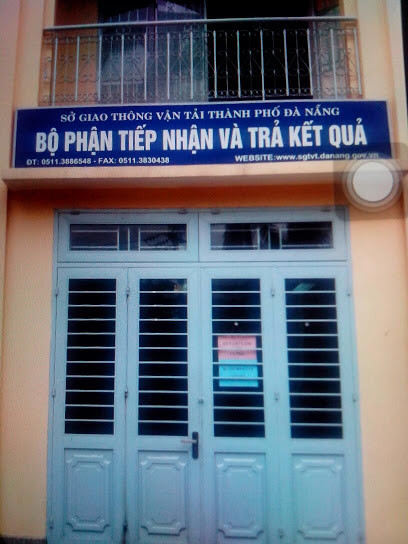 SỞ GIAO THÔNG VẬN TẢI THÀNH PHỐ ĐÀ NẴNG
BỘ PHẬN TIẾP NHẬN VÀ TRẢ KẾT QUẢ
ĐT: 0511.3886548 - FAX: 0511.3830438 WEBSITE:www.sgtvt.danang.gov.vn